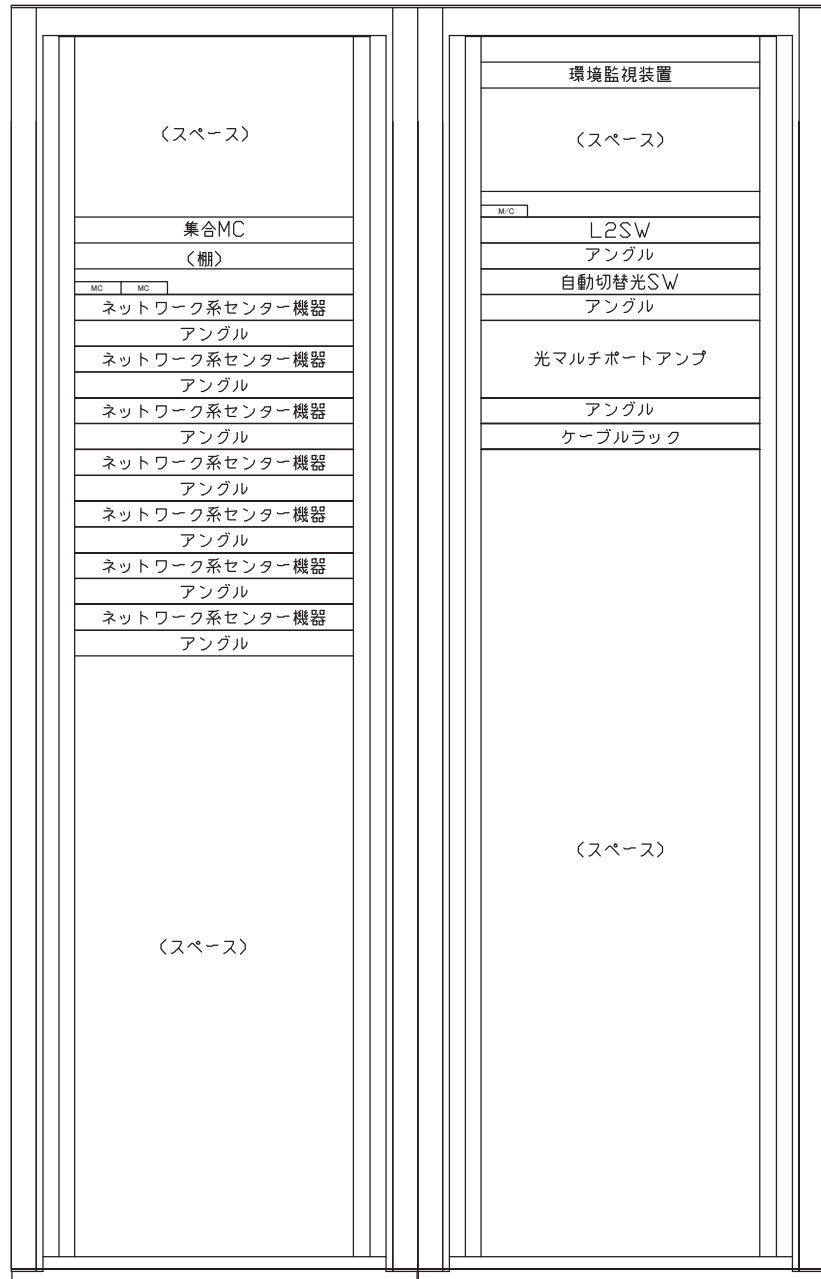 （スペース）
集合MC
（棚）
MC MC
ネットワーク系センター機器
アングル
ネットワーク系センター機器
アングル
ネットワーク系センター機器
アングル
ネットワーク系センター機器
アングル
ネットワーク系センター機器
アングル
ネットワーク系センター機器
アングル
ネットワーク系センター機器
アングル
（スペース）
環境監視装置
（スペース）
M/C
L2SW
アングル
自動切替光SW
アングル
光マルチポートアンプ
アングル
ケーブルラック
（スペース）